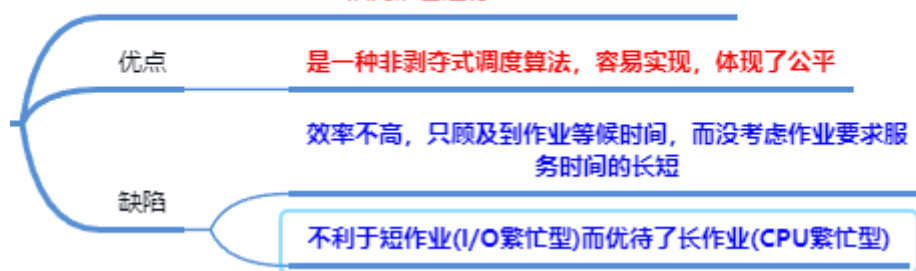 优点
是一种非剥夺式调度算法，容易实现，体现了公平
效率不高，只顾及到作业等候时间，而没考虑作业要求服
务时间的长短
缺陷
不利于短作业(I/O繁忙型)而优待了长作业(CPU繁忙型)